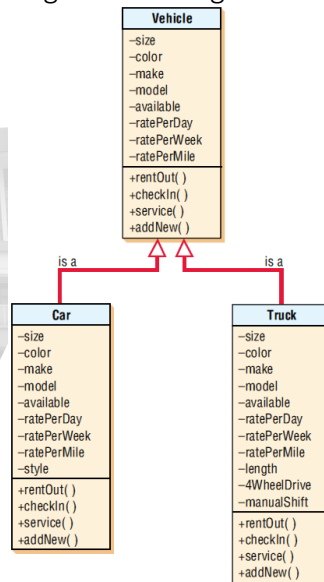 Vehicle
–size
–color
–make
–model
–available
–ratePerDay
–ratePerWeek
–ratePerMile
+rentOut( )
+checkIn( )
+service( )
+addNew( )
is a
is a
Car
–size
–color
–make
–model
–available
–ratePerDay
–ratePerWeek
–ratePerMile
–style
+rentOut( )
+checkIn( )
+service( )
+addNew( )
Truck
–size
–color
–make
–model
–available
–ratePerDay
–ratePerWeek
–ratePerMile
–length
–4WheelDrive
–manualShift
+rentOut( )
+checkIn( )
+service( )
+addNew( )